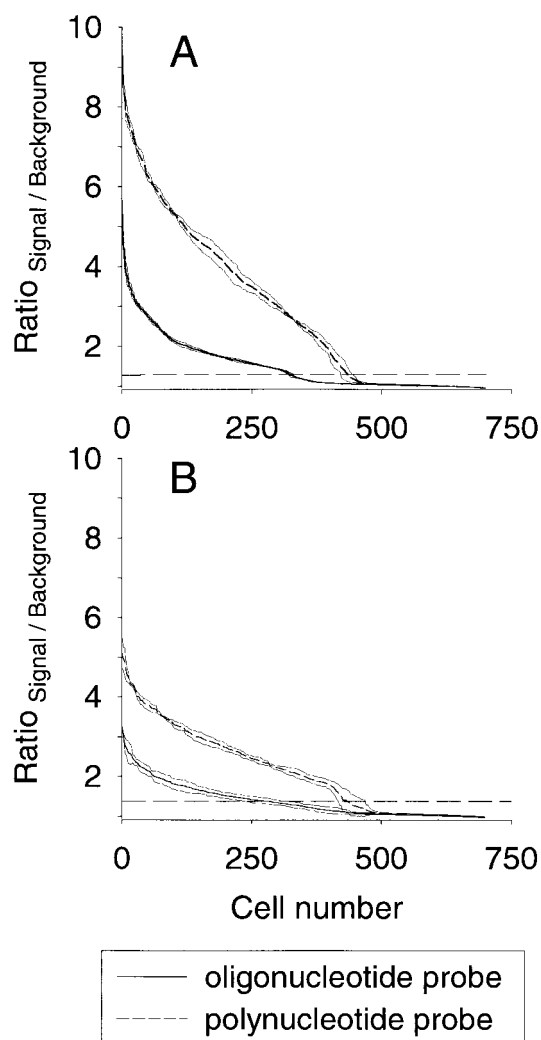 10
A
8
6
4
2
Ratio Signal / Background
0 250 500 750
10
B
8
6
4
2
Ratio Signal / Background
0 250 500 750
Cell number
oligonucleotide probe
polynucleotide probe